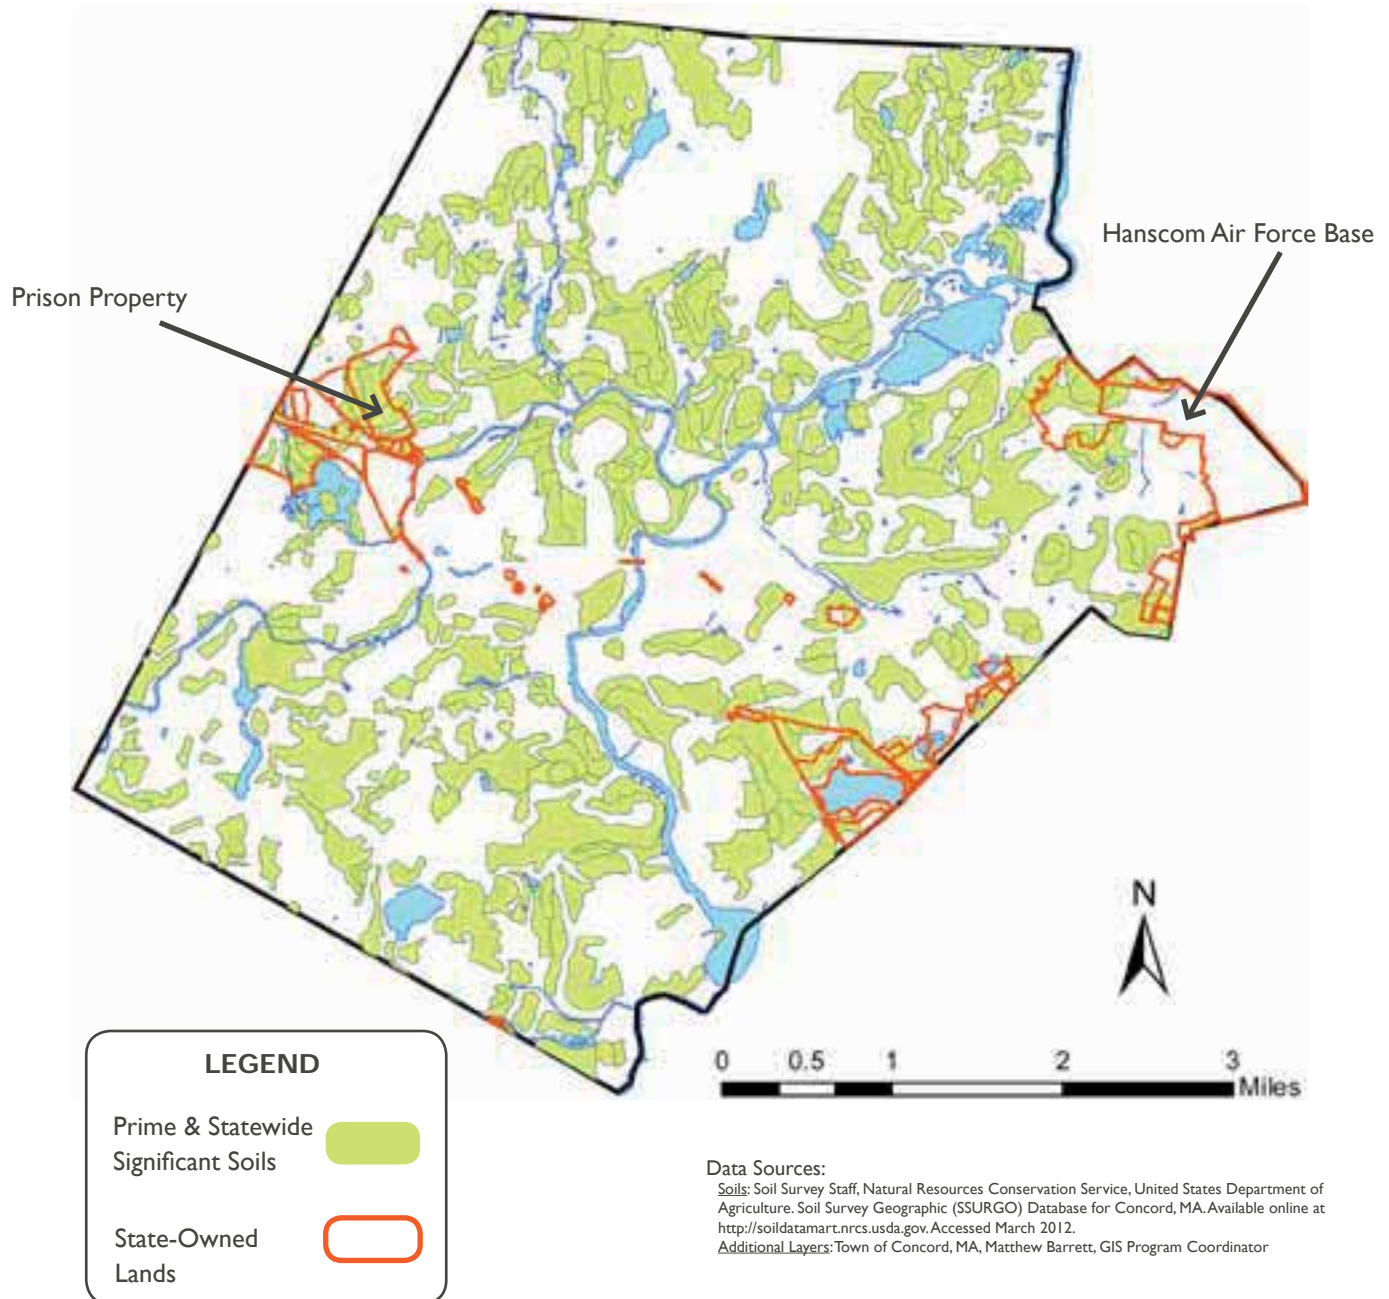 Hanscom Air Force Base
Prison Property
N
0 0.5 1 2 3
Miles
LEGEND
Prime & Statewide
Significant Soils
State-Owned
Lands
Data Sources:
Soils: Soil Survey Staff, Natural Resources Conservation Service, United States Department of
Agriculture. Soil Survey Geographic (SSURGO) Database for Concord, MA. Available online at
http://soildatamart.nrcs.usda.gov. Accessed March 2012.
Additional Layers: Town of Concord, MA, Matthew Barrett, GIS Program Coordinator